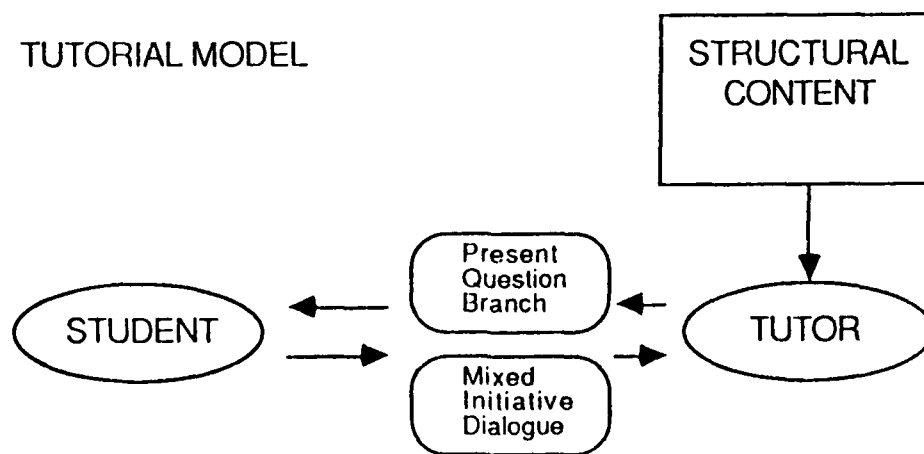 TUTORIAL MODEL
STRUCTURAL
CONTENT
Present
Question
Branch
STUDENT
TUTOR
Mixed
Initiative
Dialogue